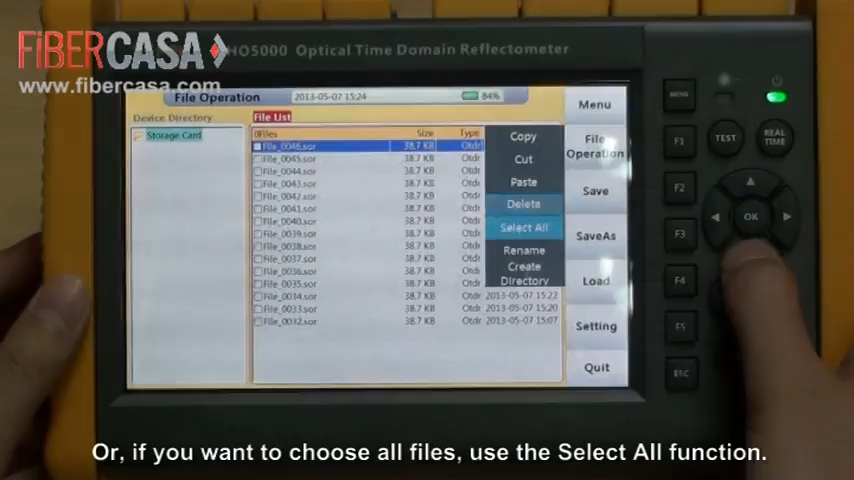 FiBERCASA
www.fibercasa.com
HO5000 Optical Time Domain Reflectometer
File Operation 2013-05-07 15:24 84%
Device Directory
Storage Card
File List
0Files Size Type
File_0046.sor 38.7 KB Otdr
File_0045.sor 38.7 KB Otdr
File_0044.sor 38.7 KB Otdr
File_0043.sor 38.7 KB Otdr
File_0042.sor 38.7 KB Otdr
File_0041.sor 38.7 KB Otdr
File_0040.sor 38.7 KB Otdr
File_0039.sor 38.7 KB Otdr
File_0038.sor 38.7 KB Otdr
File_0037.sor 38.7 KB Otdr
File_0036.sor 38.7 KB Otdr
File_0035.sor 38.7 KB Otdr
File_0034.sor 38.7 KB Otdr 2013-05-07 15:22
File_0033.sor 38.7 KB Otdr 2013-05-07 15:20
File_0032.sor 38.7 KB Otdr 2013-05-07 15:07
Copy
Cut
Paste
Delete
Select All
Rename
Create
Directory
Menu
File
Operation
Save
SaveAs
Load
Setting
Quit
MENU
F1
F2
F3
F4
F5
ESC
TEST
REAL
TIME
OK
Or, if you want to choose all files, use the Select All function.